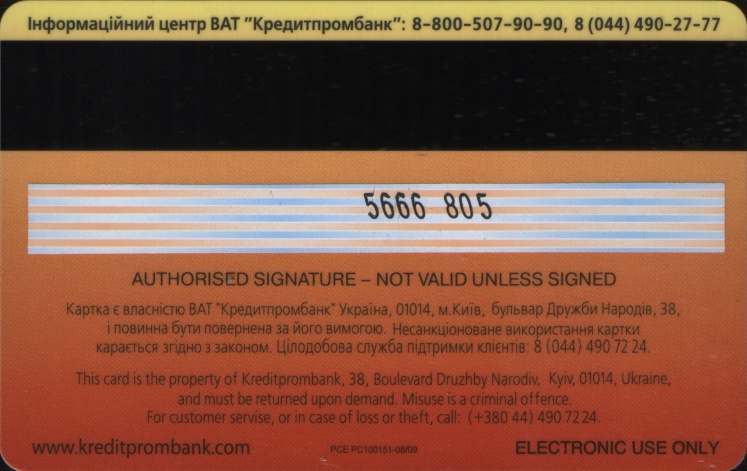 Інформаційний центр ВАТ "Кредитпромбанк": 8-800-507-90-90, 8 (044) 490-27-77
5666 805
AUTHORISED SIGNATURE – NOT VALID UNLESS SIGNED
Картка є власністю ВАТ "Кредитпромбанк" Україна, 01014, м.Київ, бульвар Дружби Народів, 38,
і повинна бути повернена за його вимогою. Несанкціоноване використання картки
карається згідно з законом. Цілодобова служба підтримки клієнтів: 8 (044) 490 72 24.
This card is the property of Kreditprombank, 38, Boulevard Druzhby Narodiv, Kyiv, 01014, Ukraine,
and must be returned upon demand. Misuse is a criminal offence.
For customer servise, or in case of loss or theft, call: (+380 44) 490 72 24.
www.kreditprombank.com PCE PC100151-08/09 ELECTRONIC USE ONLY